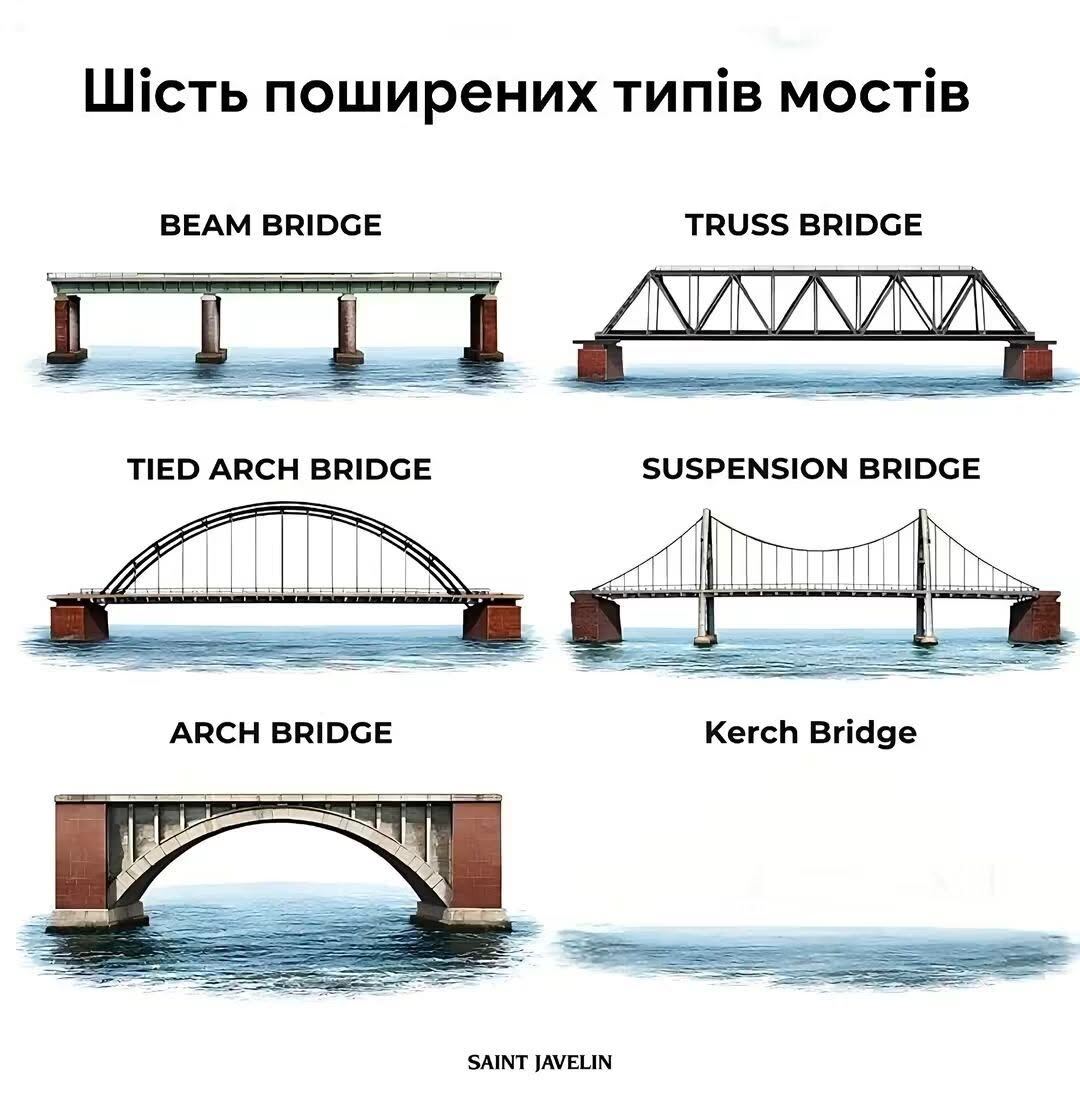 Шість поширених типів мостів
BEAM BRIDGE
TRUSS BRIDGE
TIED ARCH BRIDGE
SUSPENSION BRIDGE
ARCH BRIDGE
Kerch Bridge
SAINT JAVELIN